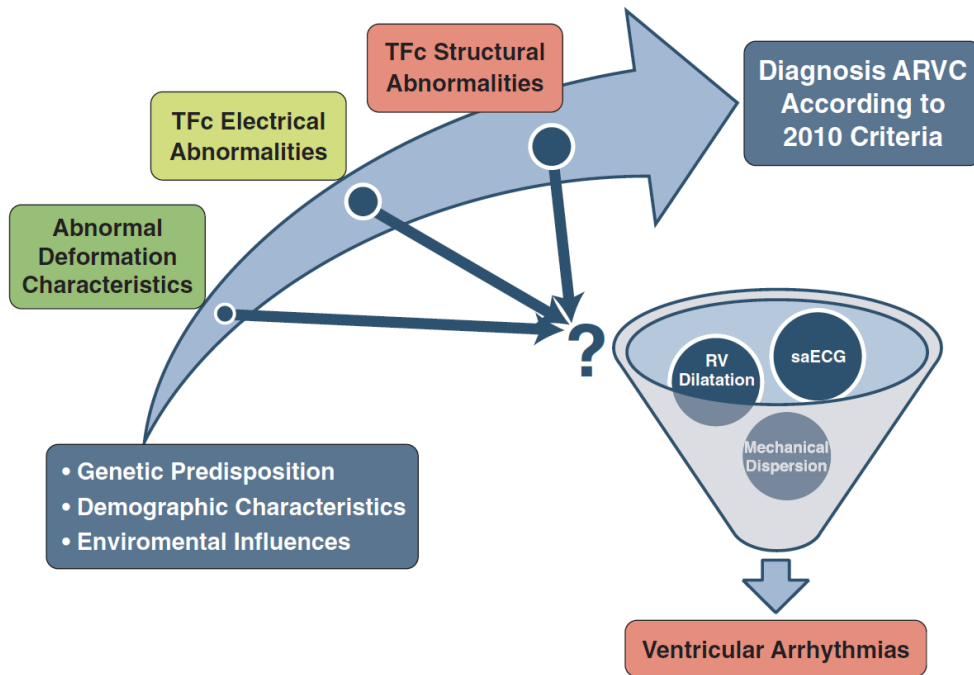 TFc Structural
Abnormalities
Diagnosis ARVC
According to
2010 Criteria
TFc Electrical
Abnormalities
Abnormal
Deformation
Characteristics
?
RV
Dilatation
saECG
Mechanical
Dispersion
• Genetic Predisposition
• Demographic Characteristics
• Enviromental Influences
Ventricular Arrhythmias